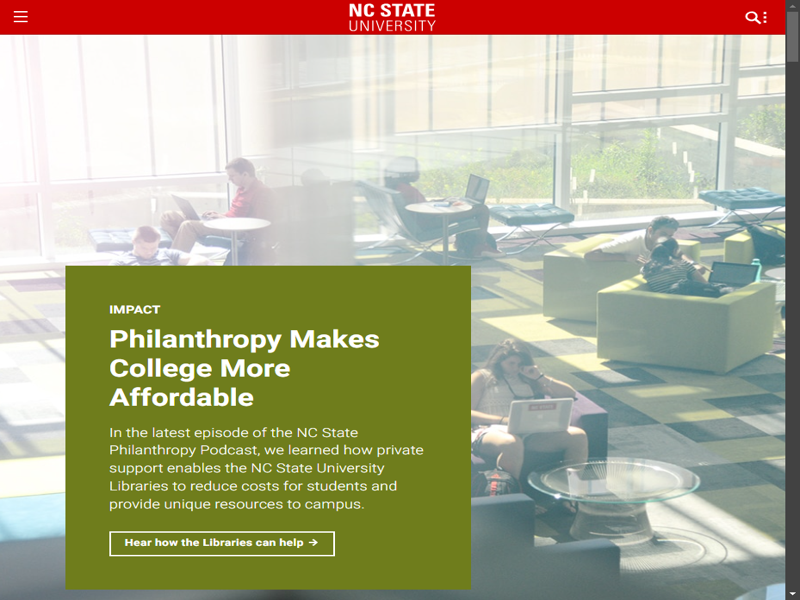 NC STATE
UNIVERSITY
IMPACT
Philanthropy Makes
College More
Affordable
In the latest episode of the NC State
Philanthropy Podcast, we learned how private
support enables the NC State University
Libraries to reduce costs for students and
provide unique resources to campus.
Hear how the Libraries can help →